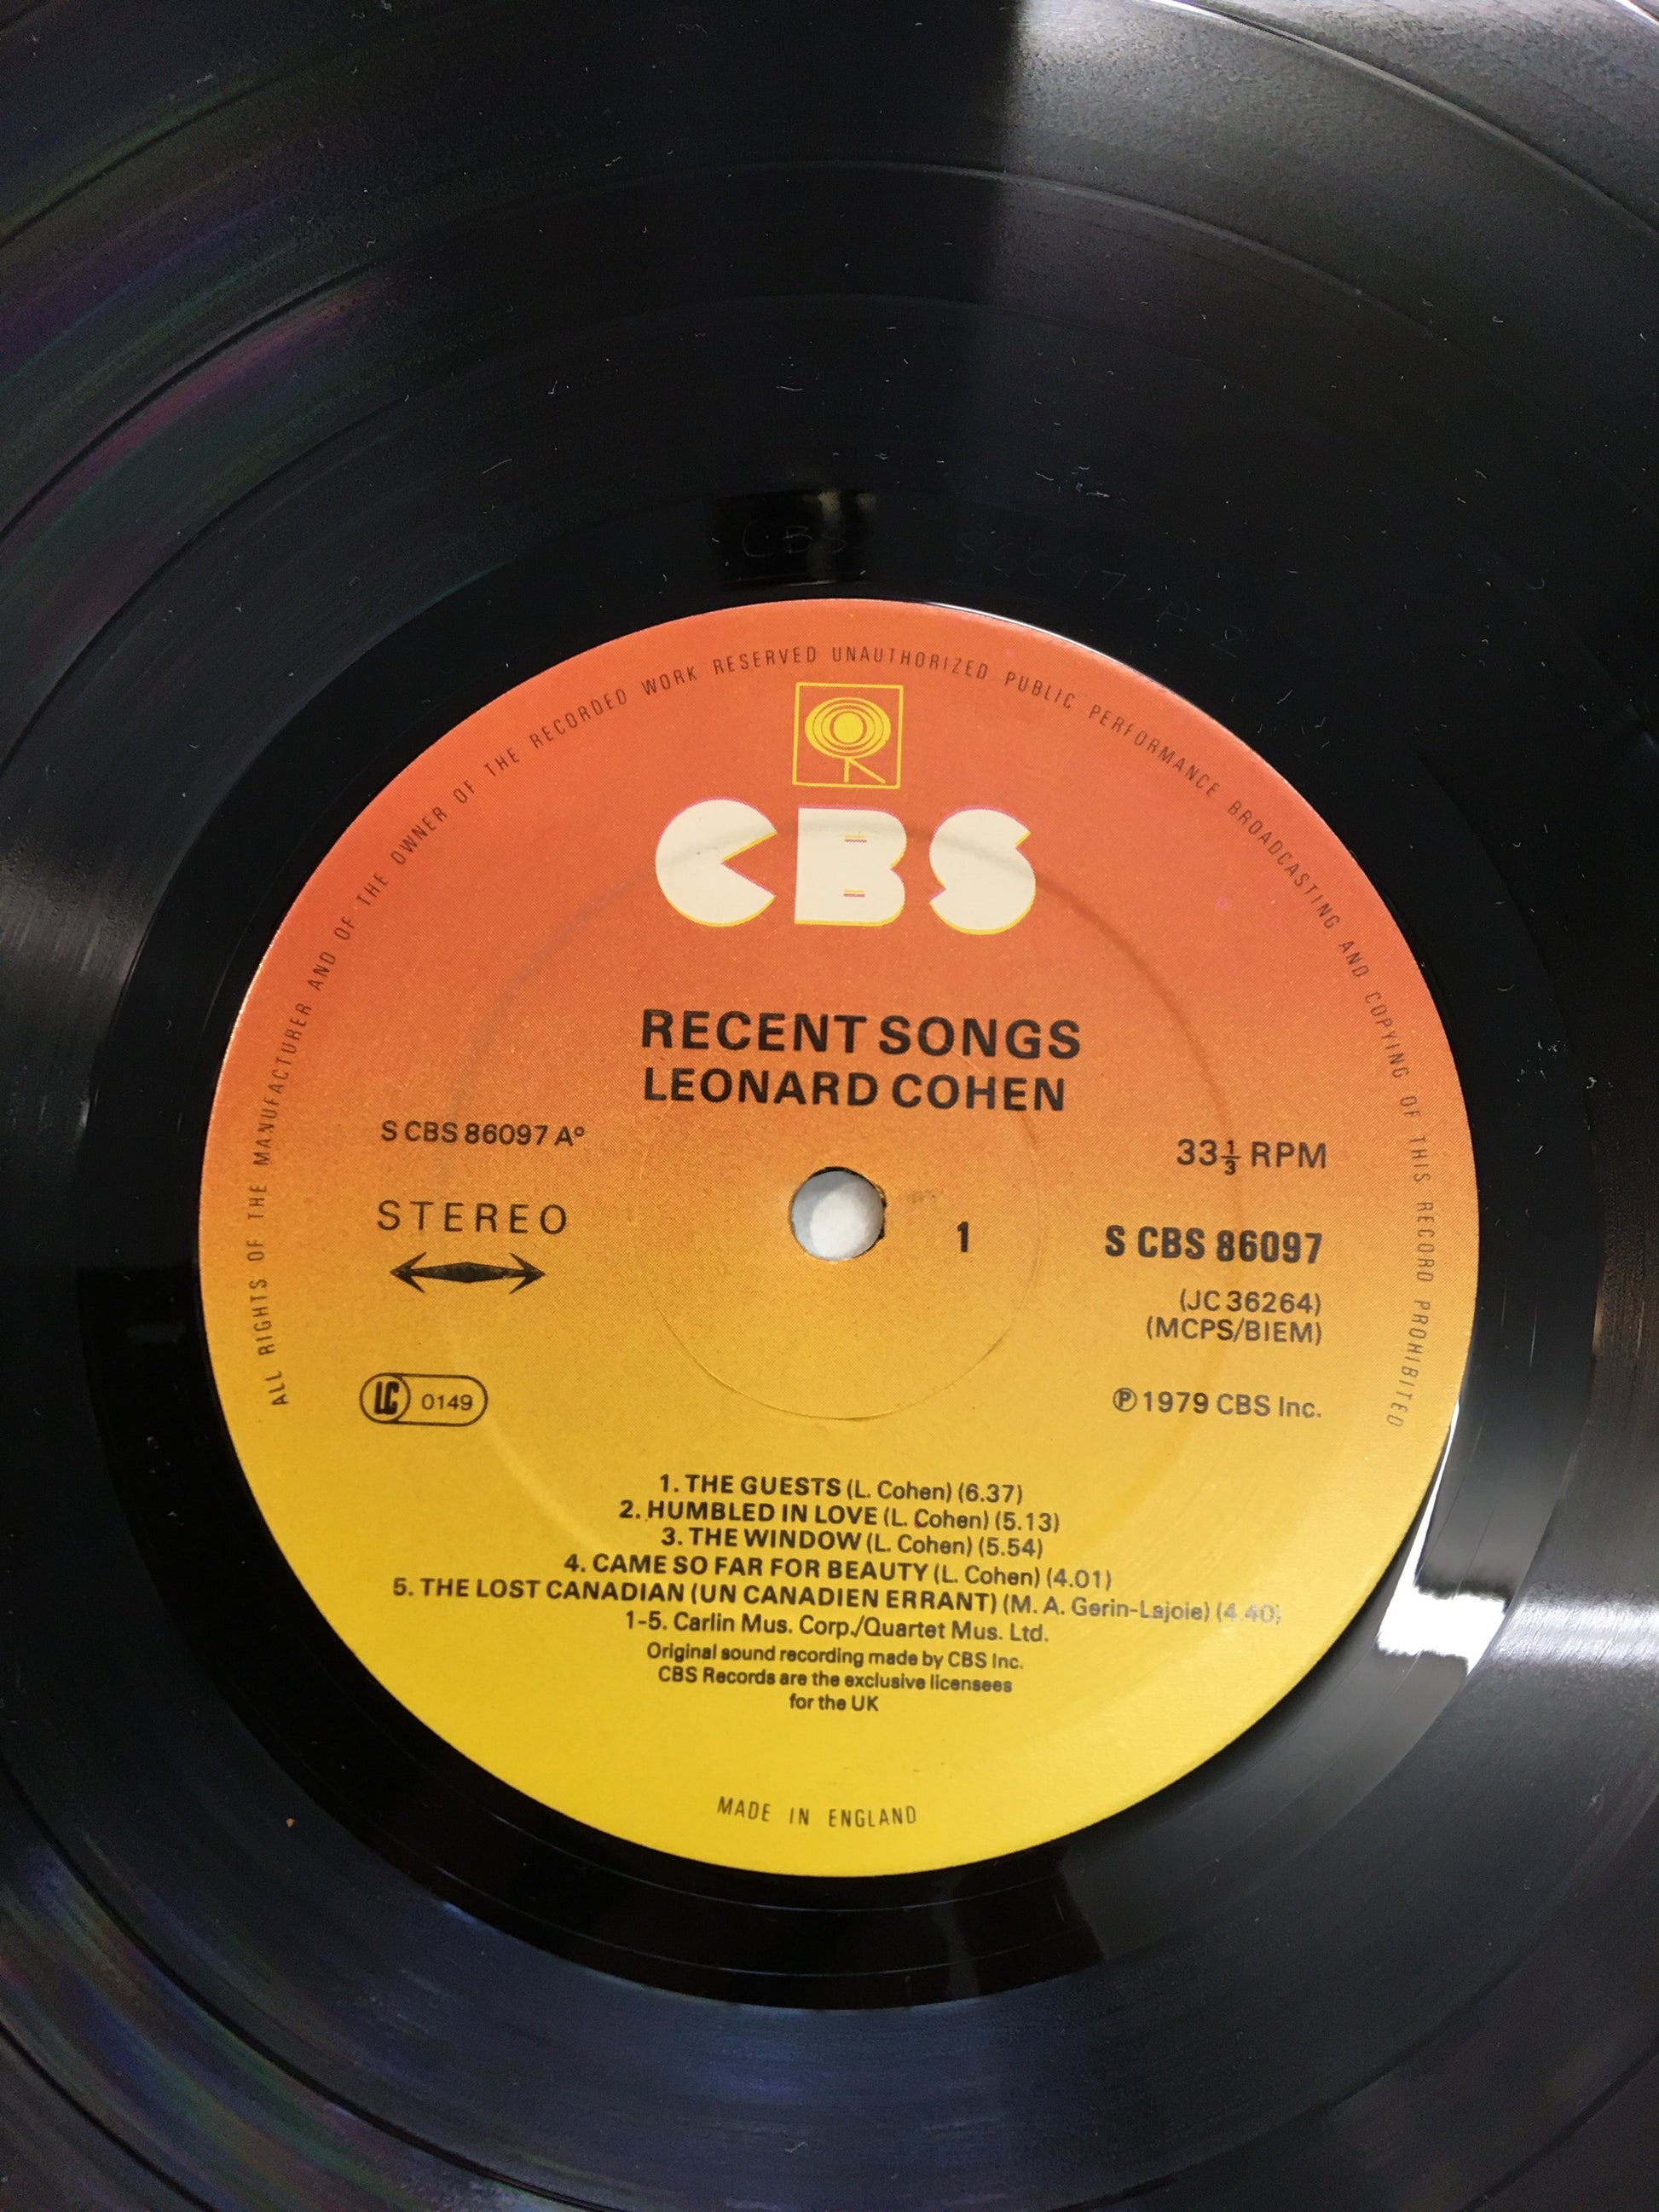 ALL RIGHTS OF THE MANUFACTURER AND OF THE OWNER OF THE RECORDED WORK RESERVED UNAUTHORIZED PUBLIC PERFORMANCE BROADCASTING AND COPYING OF THIS RECORD PROHIBITED
CBS
RECENT SONGS
LEONARD COHEN
S CBS 86097 A°
33⅓ RPM
STEREO
1
S CBS 86097
(JC 36264)
(MCPS/BIEM)
LC 0149
℗ 1979 CBS Inc.
1. THE GUESTS (L. Cohen) (6.37)
2. HUMBLED IN LOVE (L. Cohen) (5.13)
3. THE WINDOW (L. Cohen) (5.54)
4. CAME SO FAR FOR BEAUTY (L. Cohen) (4.01)
5. THE LOST CANADIAN (UN CANADIEN ERRANT) (M. A. Gerin-Lajoie) (4.40)
1-5. Carlin Mus. Corp./Quartet Mus. Ltd.
Original sound recording made by CBS Inc.
CBS Records are the exclusive licensees
for the UK
MADE IN ENGLAND